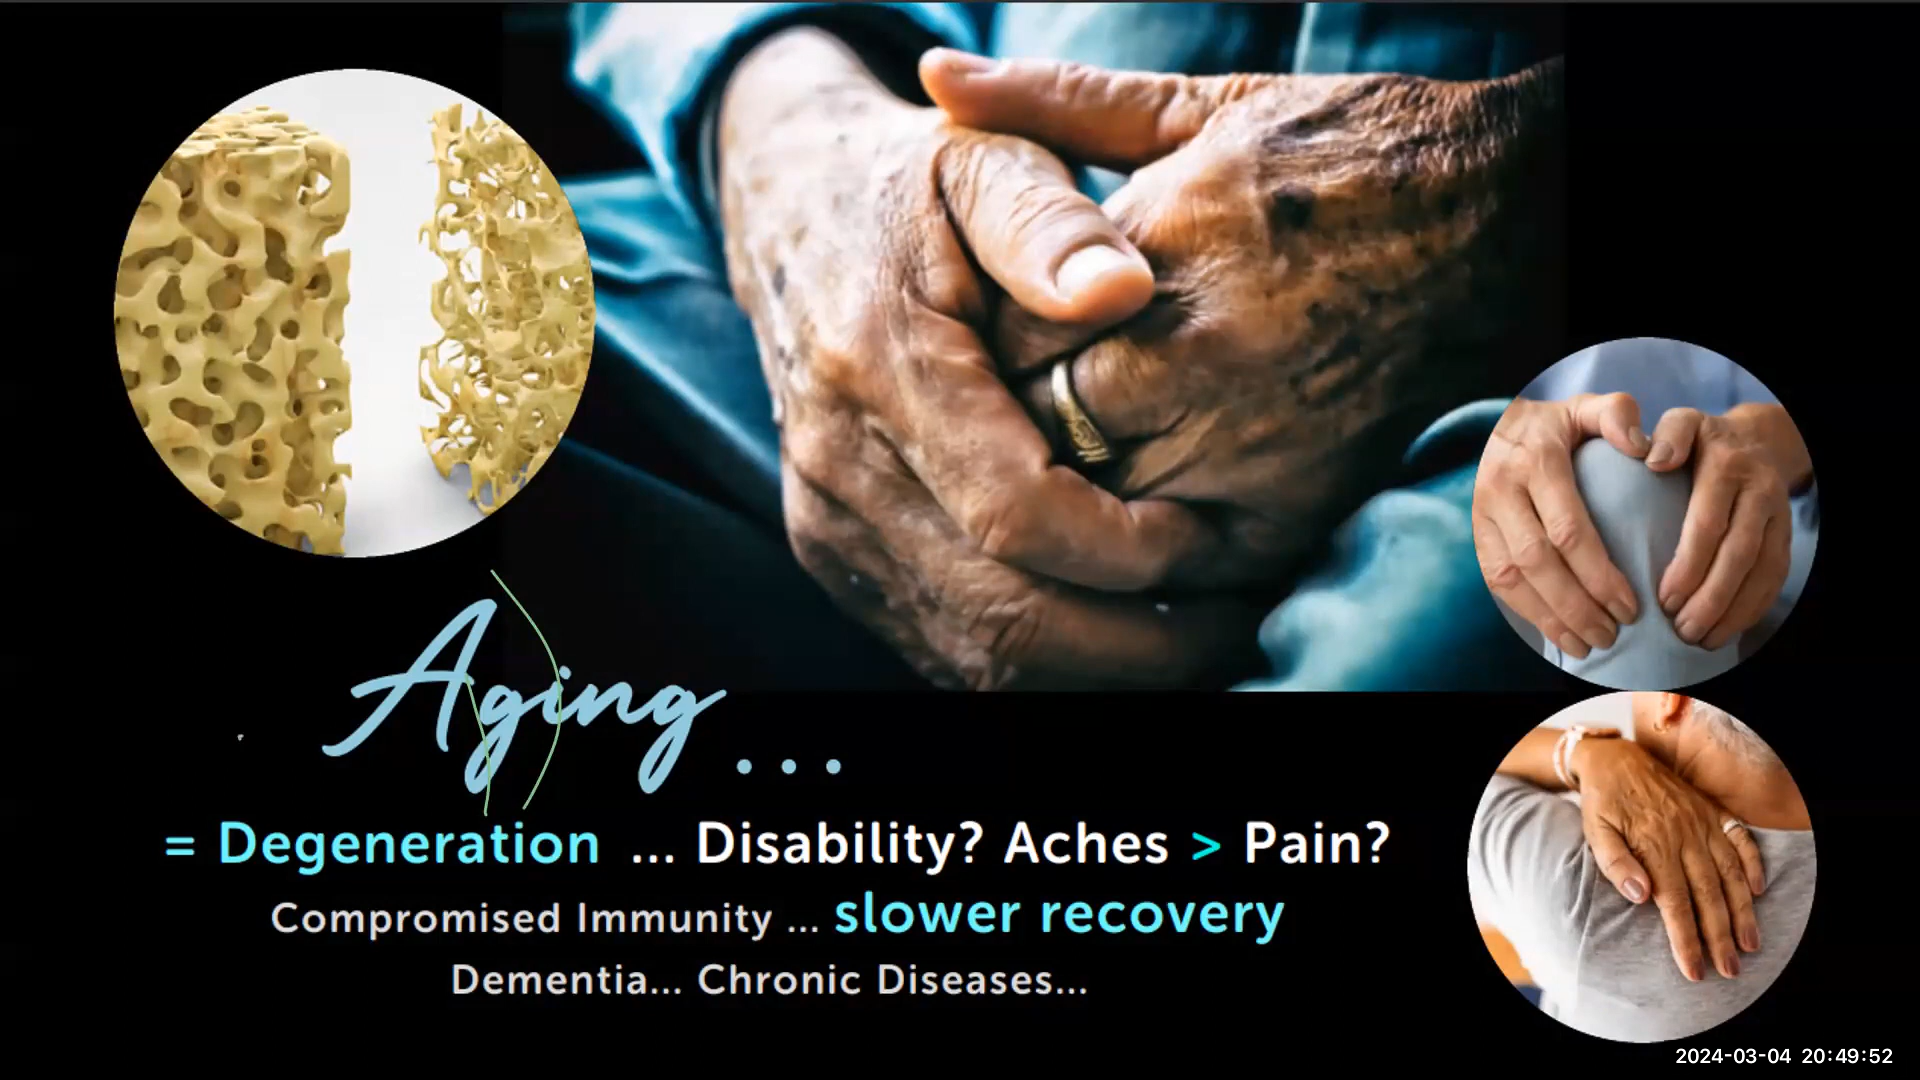 Aging...
= Degeneration ... Disability? Aches > Pain?
Compromised Immunity ... slower recovery
Dementia... Chronic Diseases...
2024-03-04 20:49:52